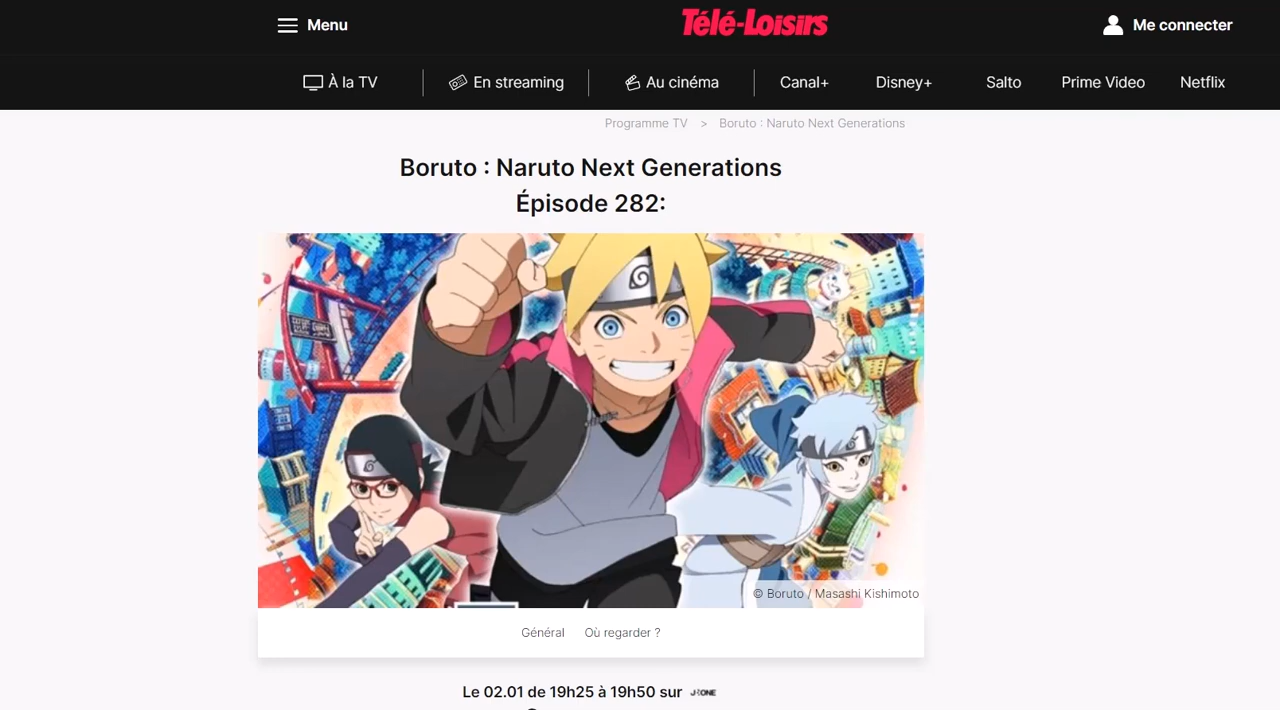 Menu
Télé-Loisirs
Me connecter
À la TV
En streaming
Au cinéma
Canal+
Disney+
Salto
Prime Video
Netflix
Programme TV > Boruto : Naruto Next Generations
Boruto : Naruto Next Generations
Épisode 282:
© Boruto / Masashi Kishimoto
Général
Où regarder ?
Le 02.01 de 19h25 à 19h50 sur J-ONE